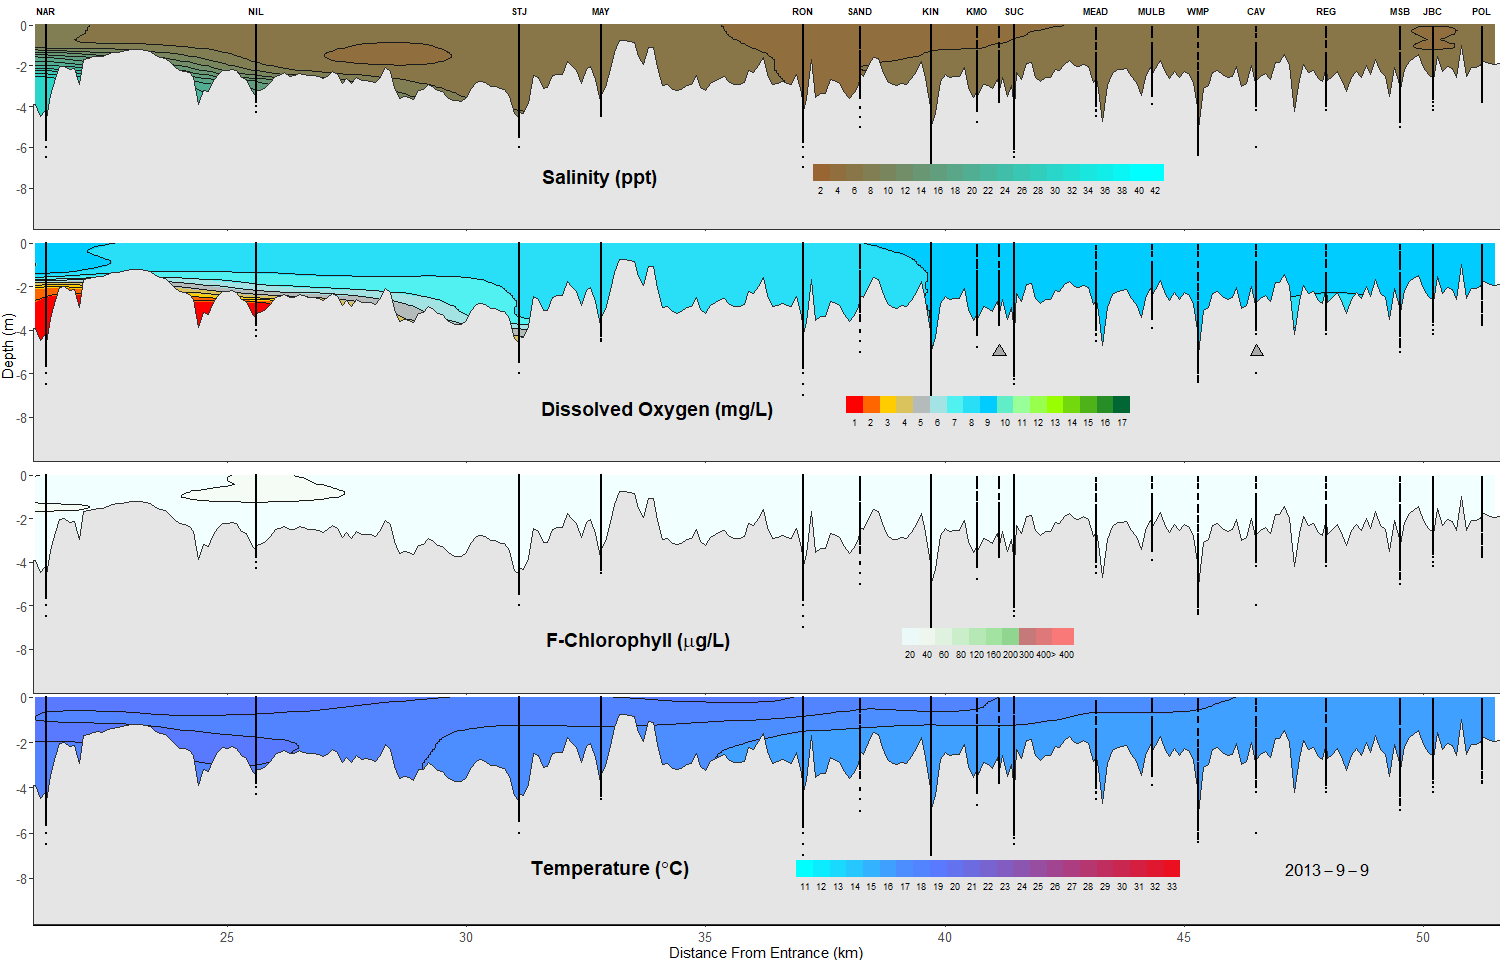 NAR NIL STJ MAY RON SAND KIN KMO SUC MEAD MULB WMP CAV REG MSB JBC POL
0
-2
-4
-6
-8
Salinity (ppt)
2 4 6 8 10 12 14 16 18 20 22 24 26 28 30 32 34 36 38 40 42
0
-2
-4
-6
-8
Depth (m)
Dissolved Oxygen (mg/L)
1 2 3 4 5 6 7 8 9 10 11 12 13 14 15 16 17
0
-2
-4
-6
-8
F-Chlorophyll (μg/L)
20 40 60 80 120 160 200 300 400> 400
0
-2
-4
-6
-8
Temperature (°C)
11 12 13 14 15 16 17 18 19 20 21 22 23 24 25 26 27 28 29 30 31 32 33
2013-9-9
25 30 35 40 45 50
Distance From Entrance (km)